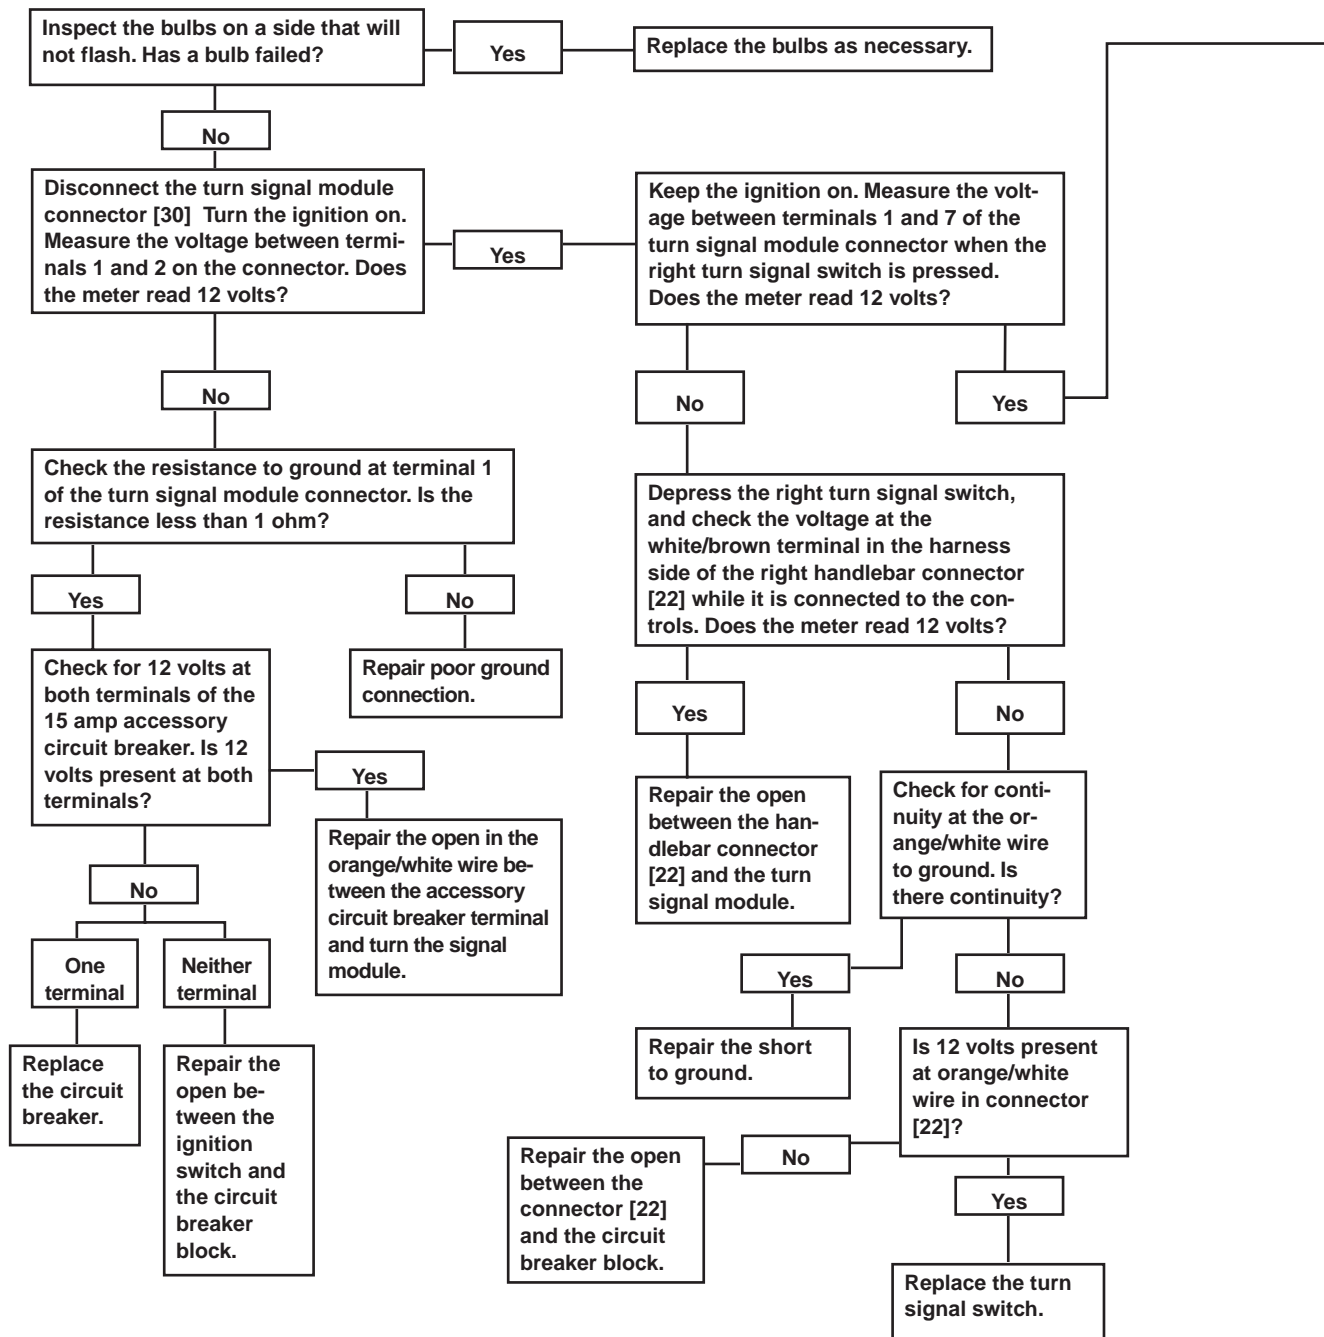 Inspect the bulbs on a side that will
not flash. Has a bulb failed?
Yes
Replace the bulbs as necessary.
No
Disconnect the turn signal module
connector [30]  Turn the ignition on.
Measure the voltage between termi-
nals 1 and 2 on the connector. Does
the meter read 12 volts?
Yes
Keep the ignition on. Measure the volt-
age between terminals 1 and 7 of the
turn signal module connector when the
right turn signal switch is pressed.
Does the meter read 12 volts?
No
No
Yes
Check the resistance to ground at terminal 1
of the turn signal module connector. Is the
resistance less than 1 ohm?
Depress the right turn signal switch,
and check the voltage at the
white/brown terminal in the harness
side of the right handlebar connector
[22] while it is connected to the con-
trols. Does the meter read 12 volts?
Yes
No
Check for 12 volts at
both terminals of the
15 amp accessory
circuit breaker. Is 12
volts present at both
terminals?
Repair poor ground
connection.
Yes
No
Yes
Repair the open in the
orange/white wire be-
tween the accessory
circuit breaker terminal
and turn the signal
module.
Repair the open
between the han-
dlebar connector
[22] and the turn
signal module.
Check for conti-
nuity at the or-
ange/white wire
to ground. Is
there continuity?
No
One
terminal
Neither
terminal
Yes
No
Replace
the circuit
breaker.
Repair the
open be-
tween the
ignition
switch and
the circuit
breaker
block.
Repair the short
to ground.
Is 12 volts present
at orange/white
wire in connector
[22]?
No
Repair the open
between the
connector [22]
and the circuit
breaker block.
Yes
Replace the turn
signal switch.